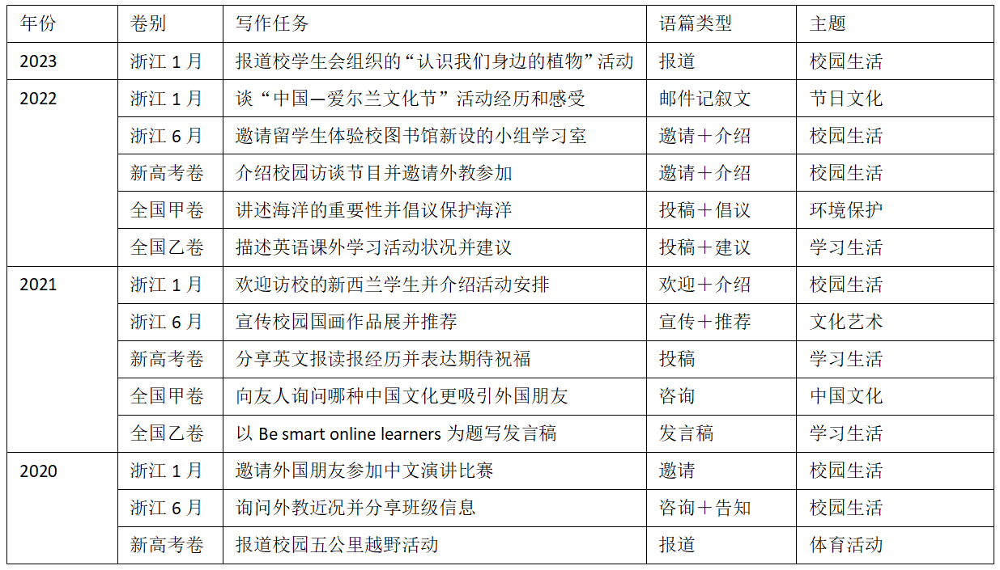 年份 卷别 写作任务 语篇类型 主题
2023 浙江 1 月 报道校学生会组织的“认识我们身边的植物”活动 报道 校园生活
2022 浙江 1 月 谈“中国—爱尔兰文化节”活动经历和感受 邮件记叙文 节日文化
浙江 6 月 邀请留学生体验校图书馆新设的小组学习室 邀请＋介绍 校园生活
新高考卷 介绍校园访谈节目并邀请外教参加 邀请＋介绍 校园生活
全国甲卷 讲述海洋的重要性并倡议保护海洋 投稿＋倡议 环境保护
全国乙卷 描述英语课外学习活动状况并建议 投稿＋建议 学习生活
2021 浙江 1 月 欢迎访校的新西兰学生并介绍活动安排 欢迎＋介绍 校园生活
浙江 6 月 宣传校园国画作品展并推荐 宣传＋推荐 文化艺术
新高考卷 分享英文报读报经历并表达期待祝福 投稿 学习生活
全国甲卷 向友人询问哪种中国文化更吸引外国朋友 咨询 中国文化
全国乙卷 以 Be smart online learners 为题写发言稿 发言稿 学习生活
2020 浙江 1 月 邀请外国朋友参加中文演讲比赛 邀请 校园生活
浙江 6 月 询问外教近况并分享班级信息 咨询＋告知 校园生活
新高考卷 报道校园五公里越野活动 报道 体育活动